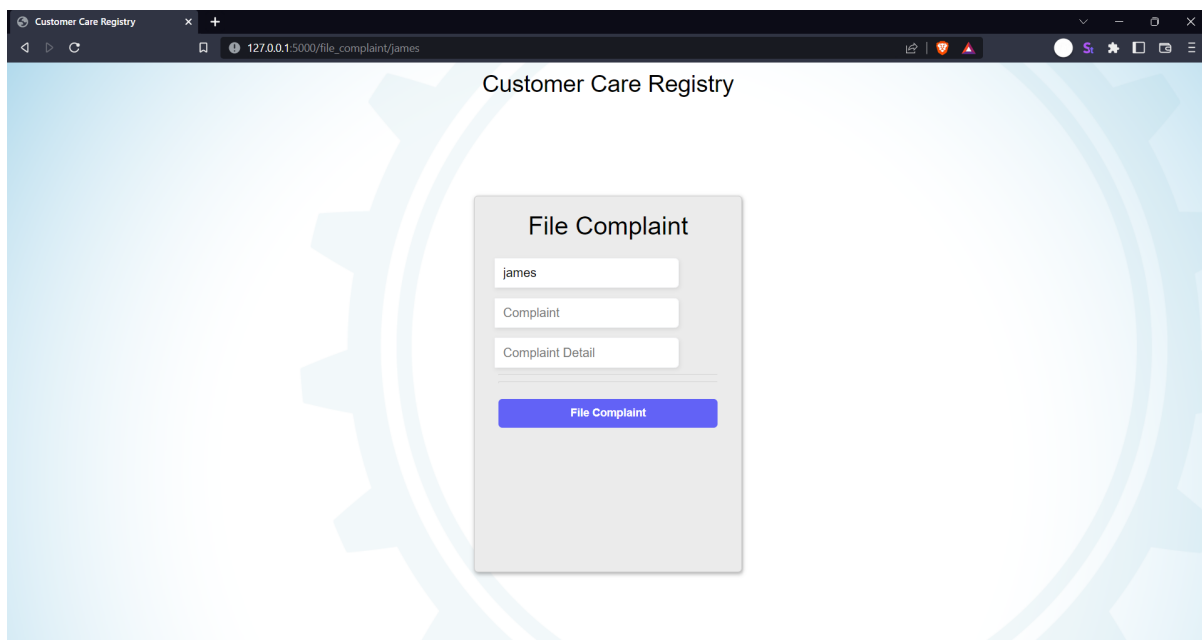 Customer Care Registry
127.0.0.1:5000/file_complaint/james
Customer Care Registry
File Complaint
james
Complaint
Complaint Detail
File Complaint